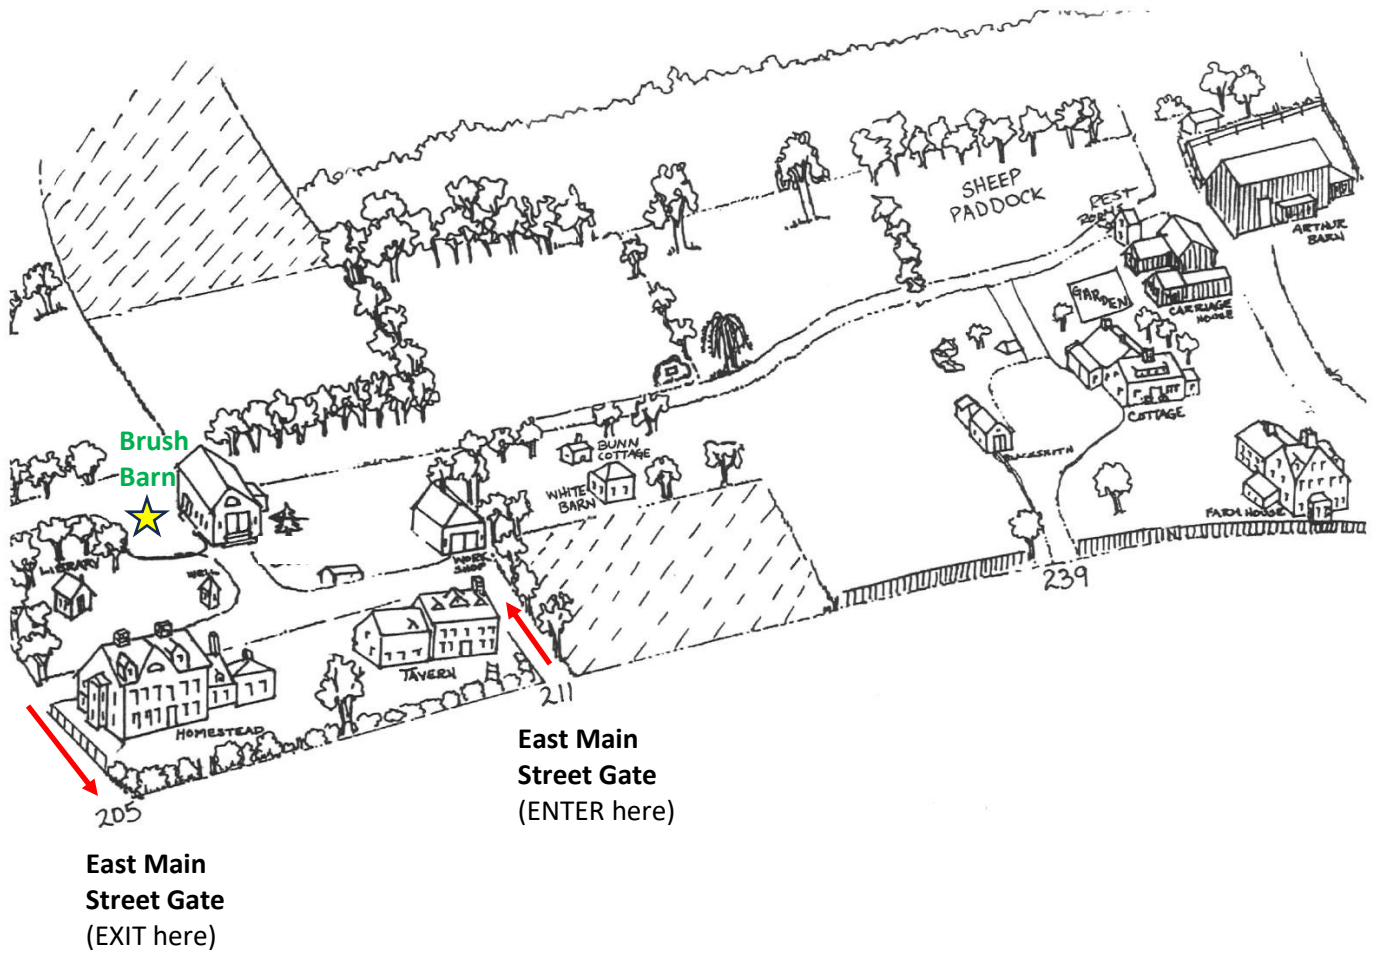 SHEEP
PADDOCK
REST
ROOMS
ARTHUR
BARN
GARDEN
CARRIAGE
HOUSE
COTTAGE
BUNN
COTTAGE
WHITE
BARN
BLACKSMITH
FARM HOUSE
Brush
Barn
LIBRARY
WELL
WORK
SHOP
239
TAVERN
211
HOMESTEAD
205
East Main
Street Gate
(ENTER here)
East Main
Street Gate
(EXIT here)